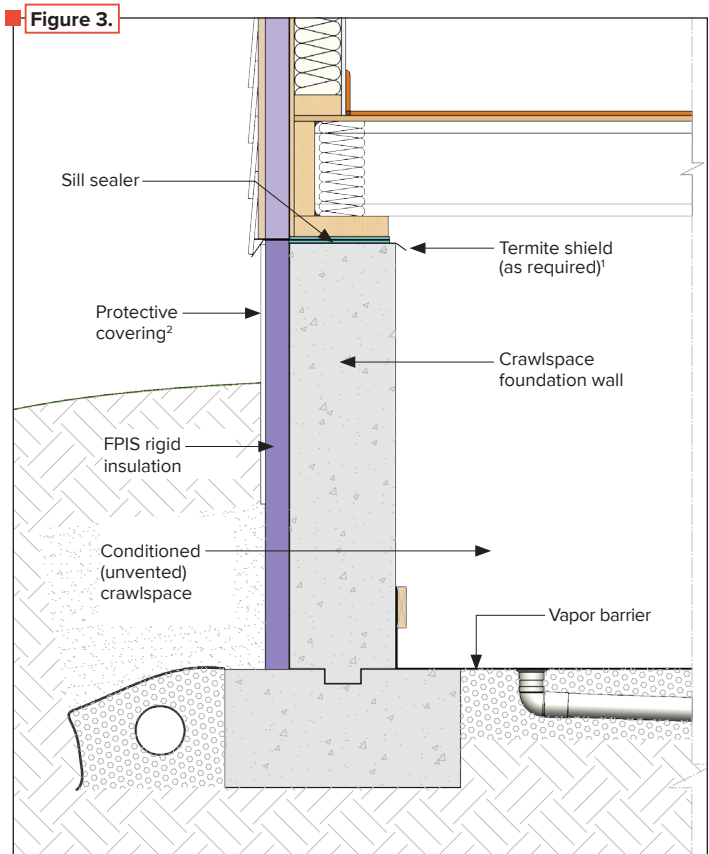 Figure 3.
Sill sealer
Termite shield
(as required)¹
Protective
covering²
Crawlspace
foundation wall
FPIS rigid
insulation
Conditioned
(unvented)
crawlspace
Vapor barrier